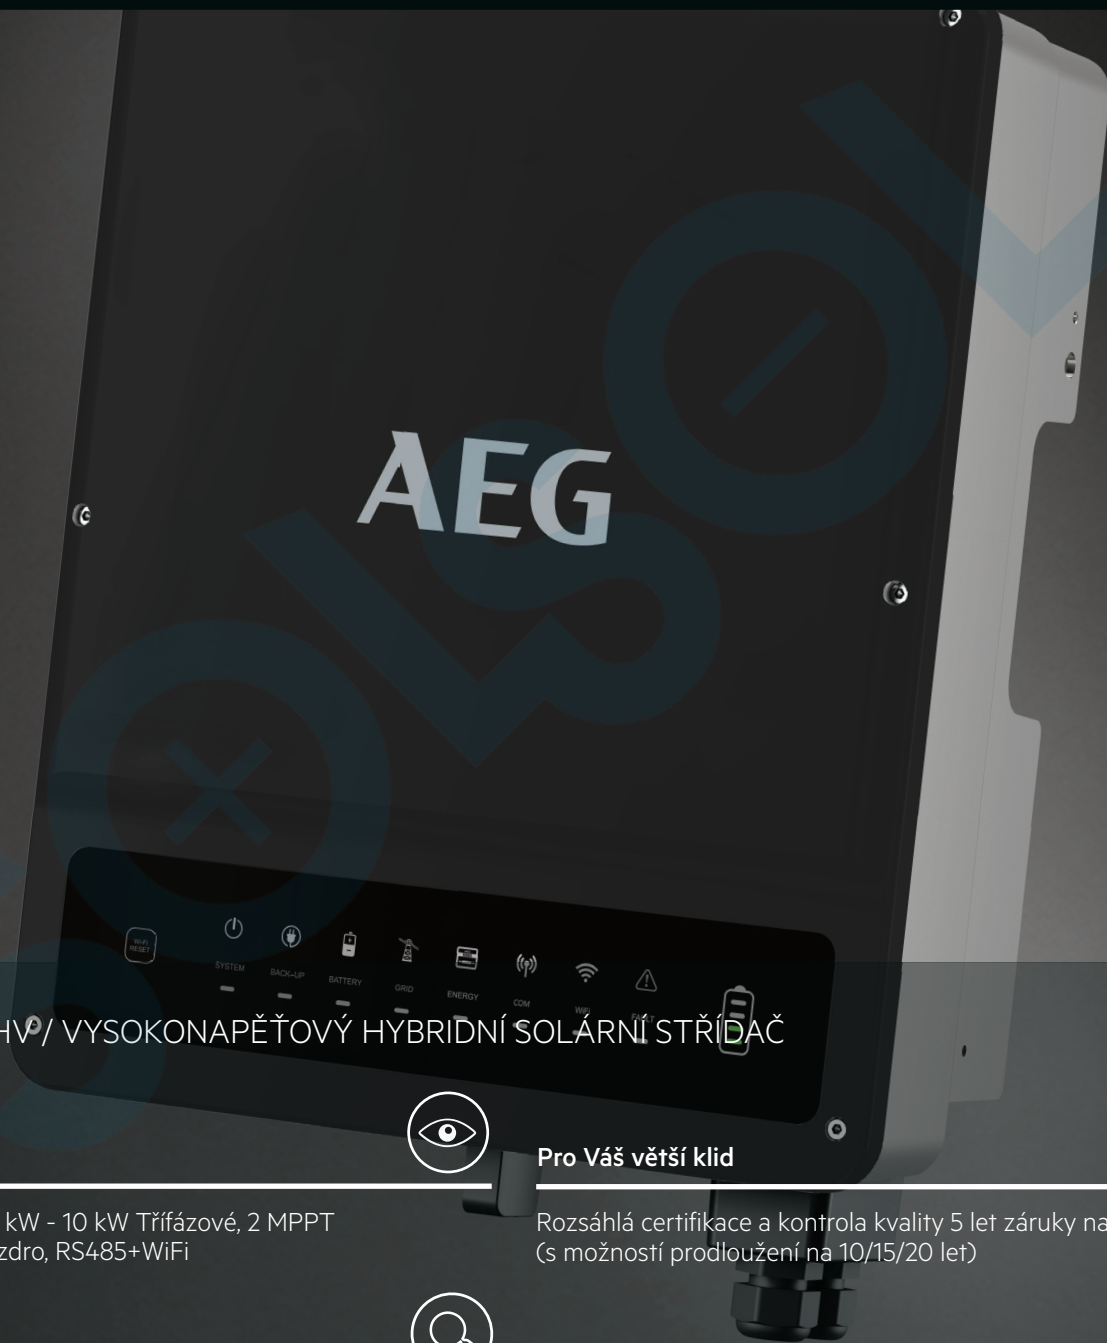 AEG
Wi-Fi
RESET
SYSTEM
BACK-UP
BATTERY
GRID
ENERGY
COM
WiFi
FAULT
HV / VYSOKONAPĚŤOVÝ HYBRIDNÍ SOLÁRNÍ STŘÍDAČ
Pro Váš větší klid
kW - 10 kW Třífázové, 2 MPPT
zdro, RS485+WiFi
Rozsáhlá certifikace a kontrola kvality 5 let záruky na
(s možností prodloužení na 10/15/20 let)